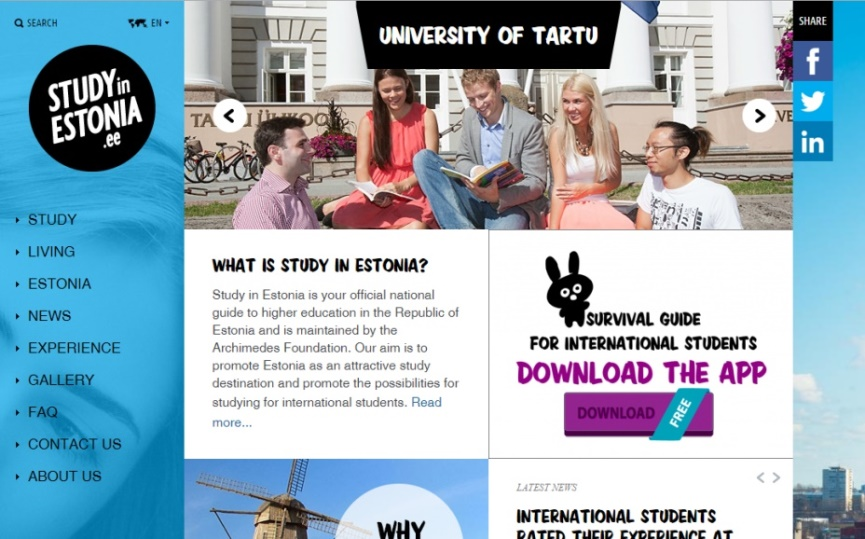 SEARCH
EN
STUDY in
ESTONIA
.ee
STUDY
LIVING
ESTONIA
NEWS
EXPERIENCE
GALLERY
FAQ
CONTACT US
ABOUT US
UNIVERSITY OF TARTU
WHAT IS STUDY IN ESTONIA?
Study in Estonia is your official national
guide to higher education in the Republic of
Estonia and is maintained by the
Archimedes Foundation. Our aim is to
promote Estonia as an attractive study
destination and promote the possibilities for
studying for international students. Read
more...
SURVIVAL GUIDE
FOR INTERNATIONAL STUDENTS
DOWNLOAD THE APP
DOWNLOAD
FREE
WHY
LATEST NEWS
INTERNATIONAL STUDENTS
RATED THEIR EXPERIENCE AT
SHARE
f
in